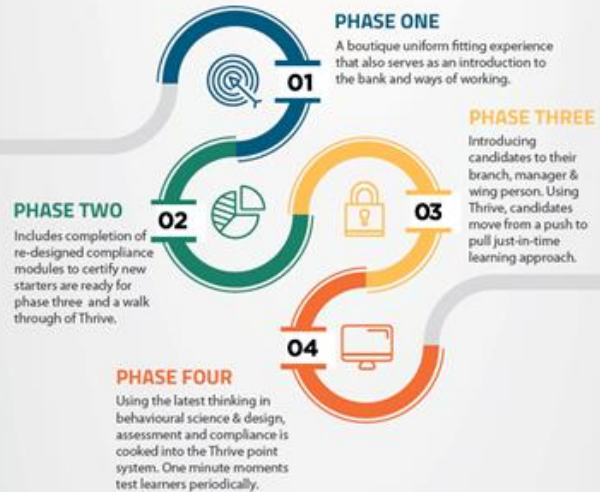 PHASE ONE
A boutique uniform fitting experience
that also serves as an introduction to
the bank and ways of working.
01
PHASE TWO
Includes completion of
re-designed compliance
modules to certify new
starters are ready for
phase three and a walk
through of Thrive.
02
PHASE THREE
Introducing
candidates to their
branch, manager &
wing person. Using
Thrive, candidates
move from a push to
pull just-in-time
learning approach.
03
04
PHASE FOUR
Using the latest thinking in
behavioural science & design,
assessment and compliance is
cooked into the Thrive point
system. One minute moments
test learners periodically.